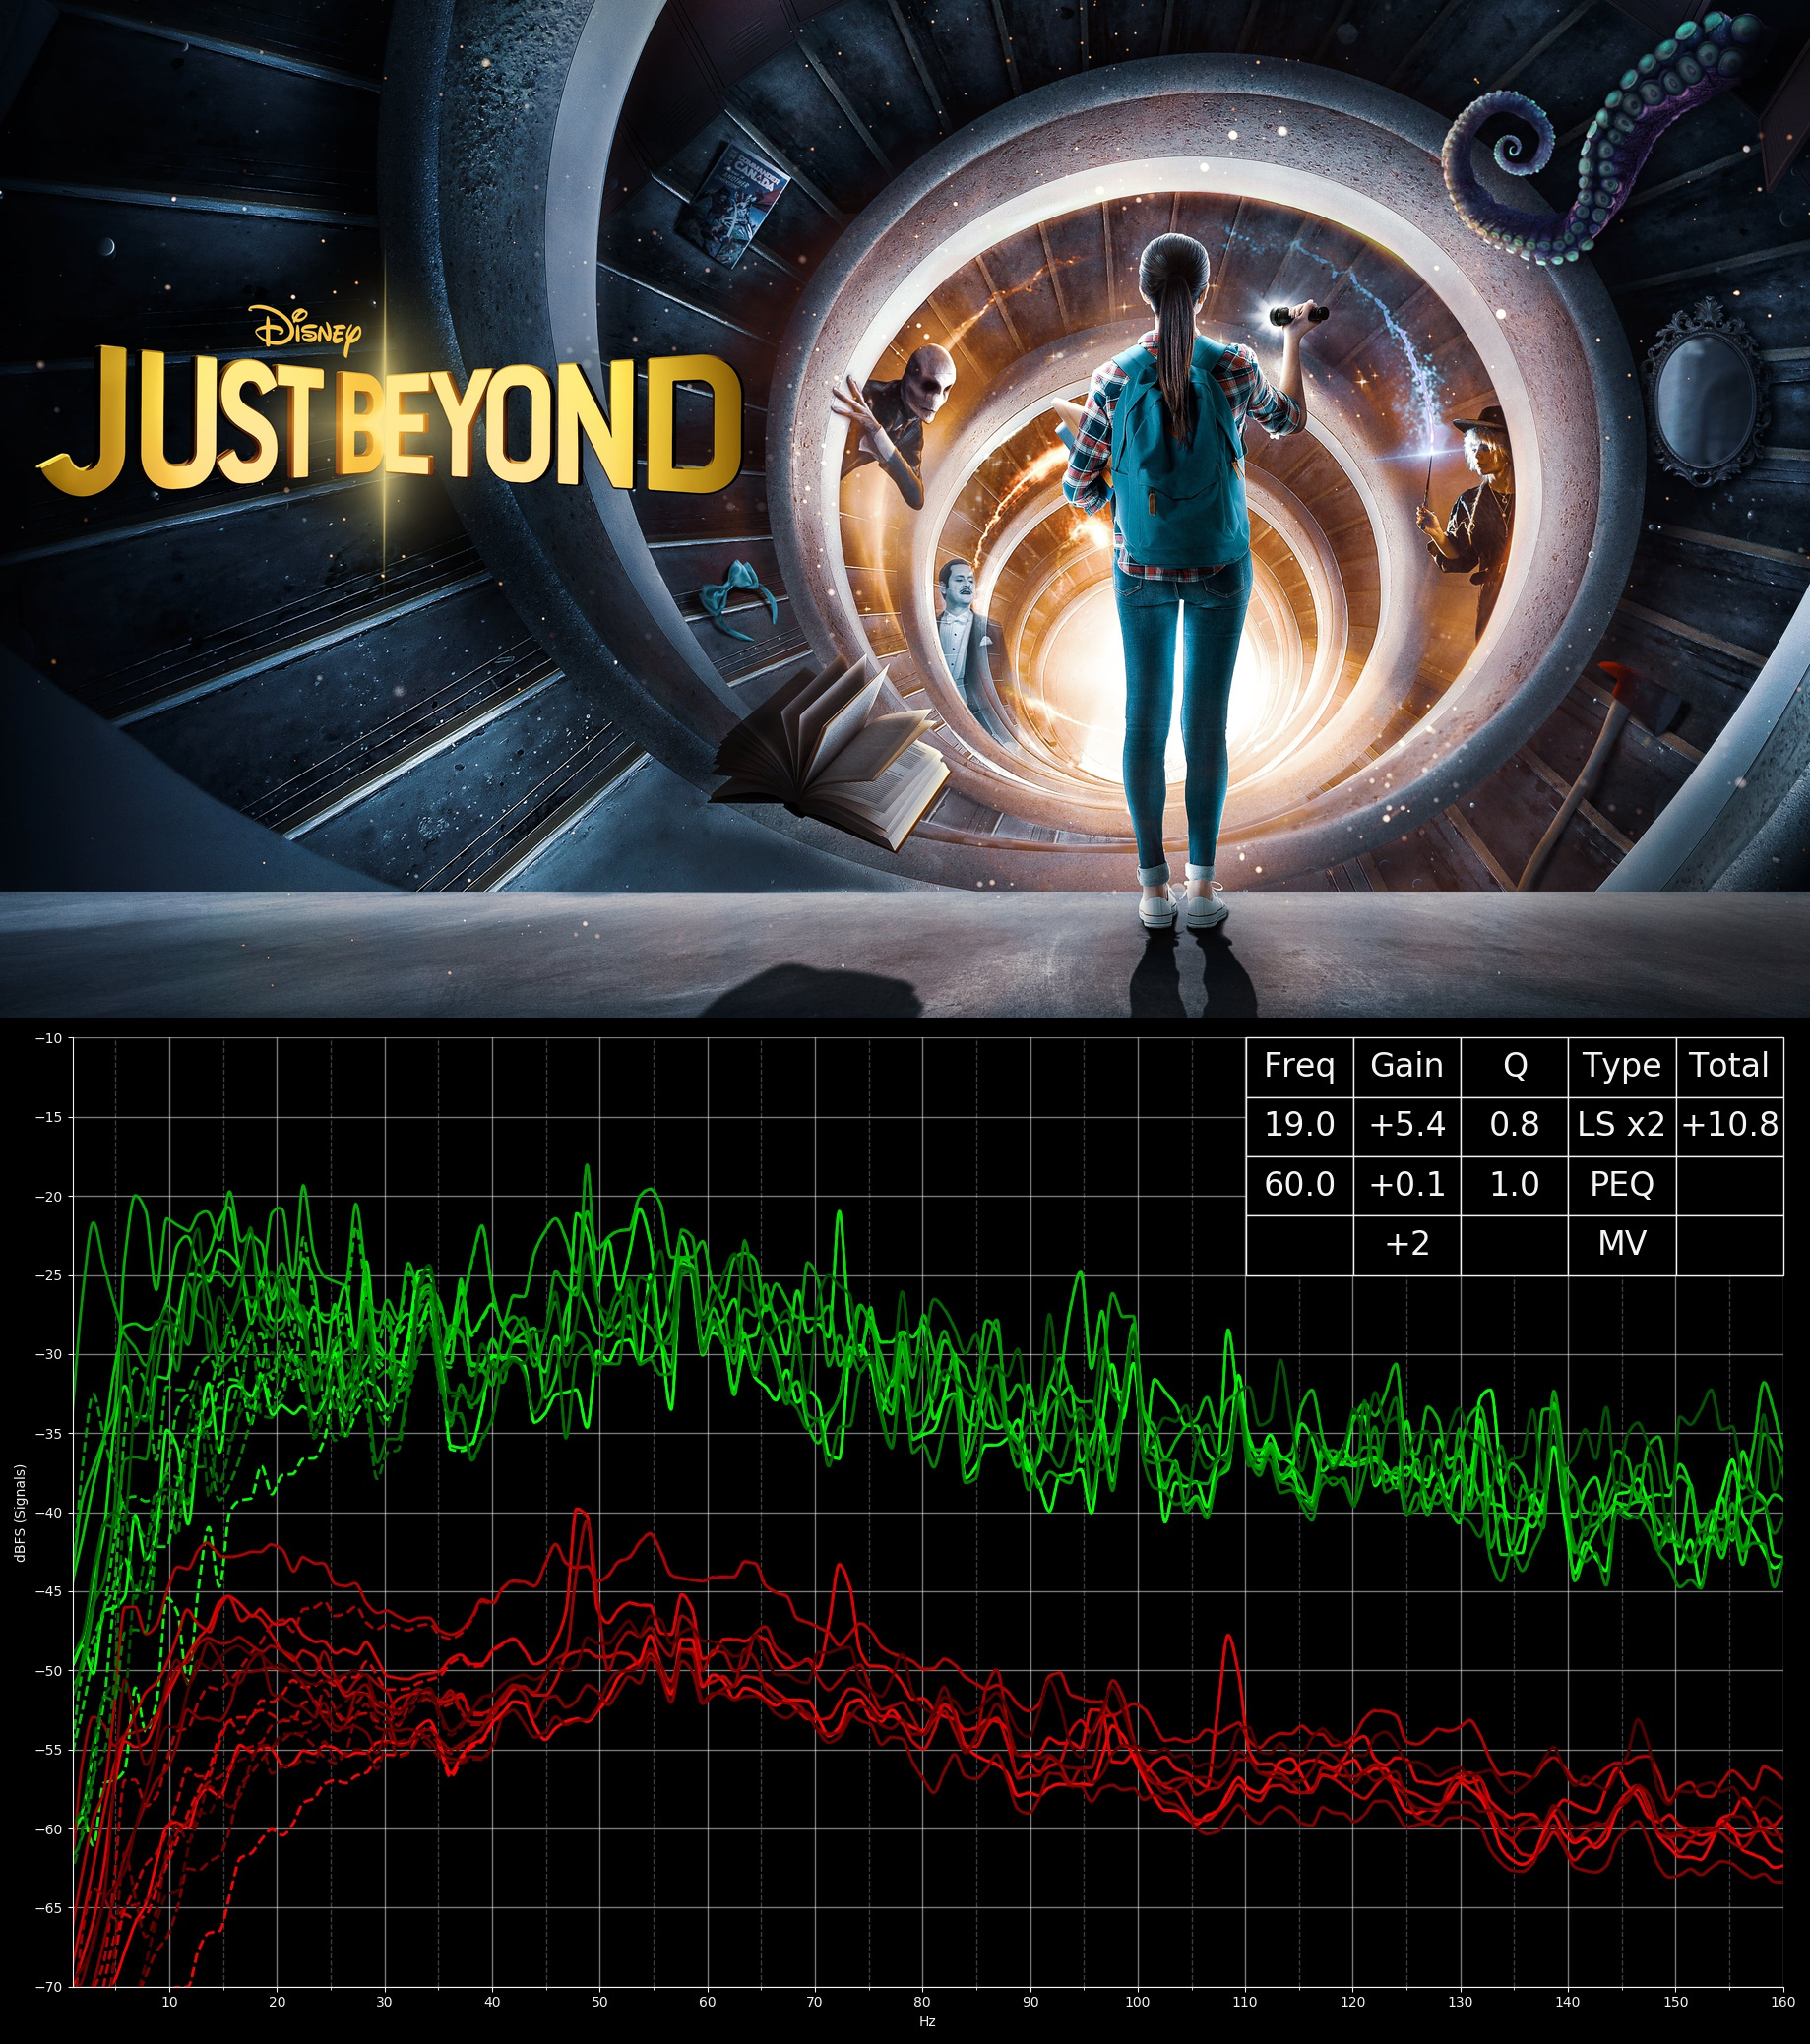 COMMANDER
CANADA
Disney
JUST BEYOND
Freq Gain Q Type Total
19.0 +5.4 0.8 LS x2 +10.8
60.0 +0.1 1.0 PEQ
+2 MV
−10
−15
−20
−25
−30
−35
−40
−45
−50
−55
−60
−65
−70
dBFS (Signals)
10 20 30 40 50 60 70 80 90 100 110 120 130 140 150 160
Hz